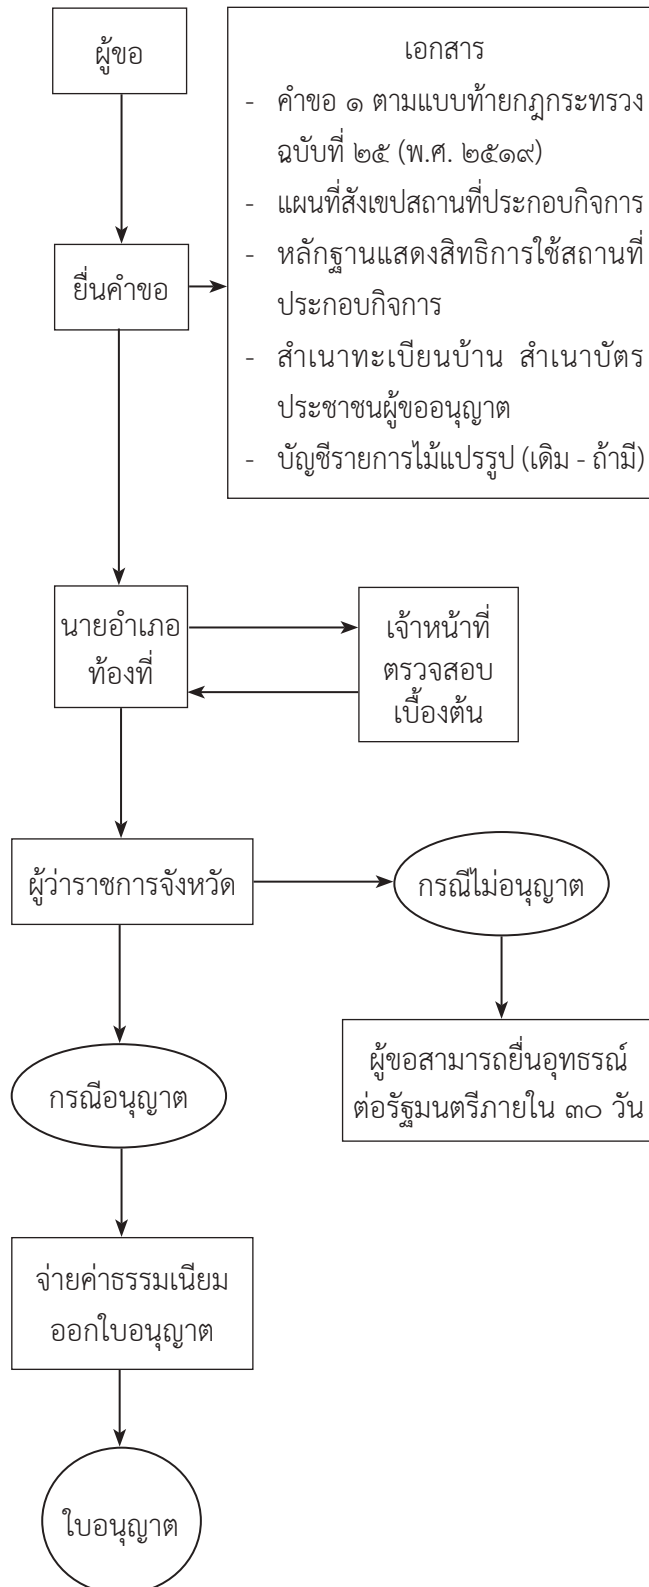 ผู้ขอ
ยื่นคำขอ
เอกสาร
- คำขอ ๑ ตามแบบท้ายกฎกระทรวง
ฉบับที่ ๒๕ (พ.ศ. ๒๕๑๙)
- แผนที่สังเขปสถานที่ประกอบกิจการ
- หลักฐานแสดงสิทธิการใช้สถานที่
ประกอบกิจการ
- สำเนาทะเบียนบ้าน สำเนาบัตร
ประชาชนผู้ขออนุญาต
- บัญชีรายการไม้แปรรูป (เดิม - ถ้ามี)
นายอำเภอ
ท้องที่
เจ้าหน้าที่
ตรวจสอบ
เบื้องต้น
ผู้ว่าราชการจังหวัด
กรณีไม่อนุญาต
ผู้ขอสามารถยื่นอุทธรณ์
ต่อรัฐมนตรีภายใน ๓๐ วัน
กรณีอนุญาต
จ่ายค่าธรรมเนียม
ออกใบอนุญาต
ใบอนุญาต